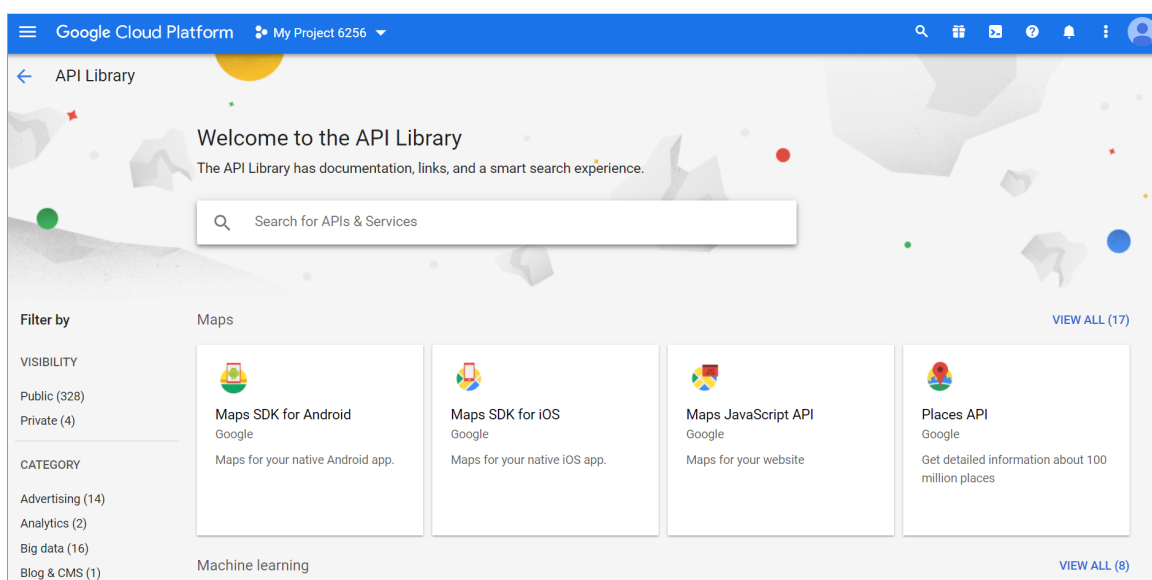 Google Cloud Platform My Project 6256
API Library
Welcome to the API Library
The API Library has documentation, links, and a smart search experience.
Search for APIs & Services
Filter by
VISIBILITY
Public (328)
Private (4)
CATEGORY
Advertising (14)
Analytics (2)
Big data (16)
Blog & CMS (1)
Maps
VIEW ALL (17)
Maps SDK for Android
Google
Maps for your native Android app.
Maps SDK for iOS
Google
Maps for your native iOS app.
JS
Maps JavaScript API
Google
Maps for your website
Places API
Google
Get detailed information about 100
million places
Machine learning
VIEW ALL (8)